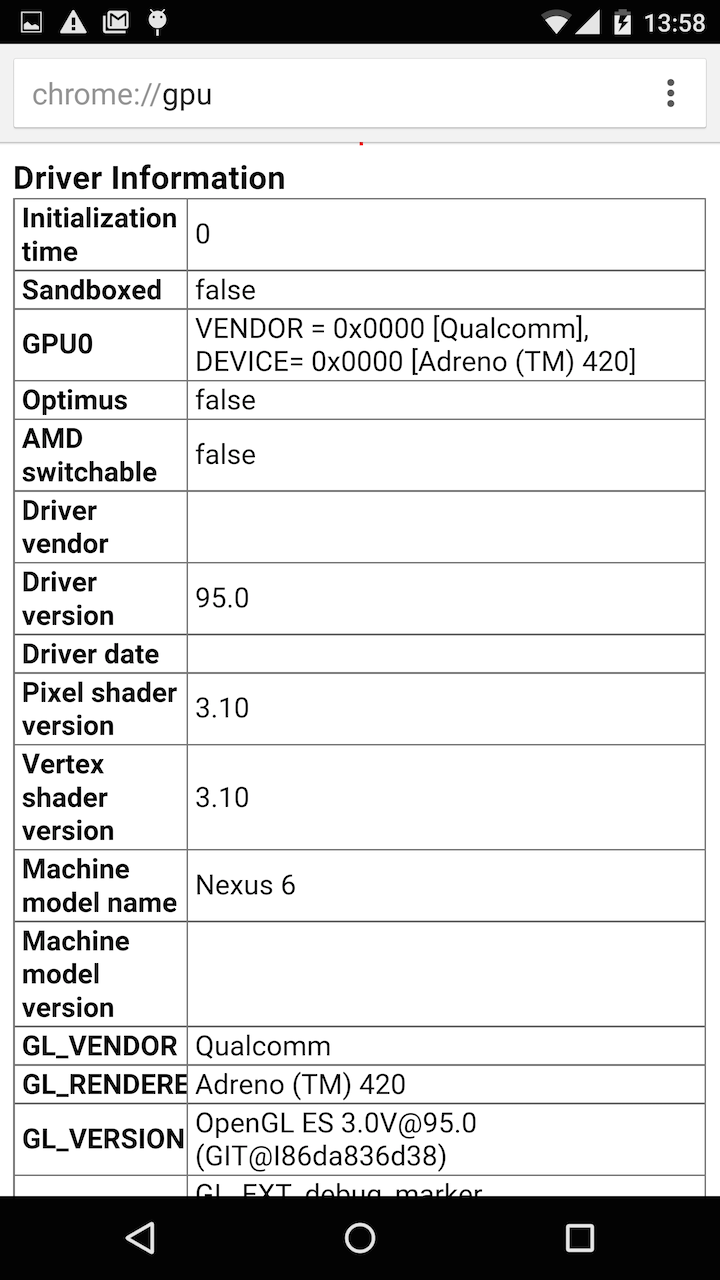 13:58
chrome://gpu
Driver Information
Initialization
time
0
Sandboxed
false
GPU0
VENDOR = 0x0000 [Qualcomm],
DEVICE= 0x0000 [Adreno (TM) 420]
Optimus
false
AMD
switchable
false
Driver
vendor
Driver
version
95.0
Driver date
Pixel shader
version
3.10
Vertex
shader
version
3.10
Machine
model name
Nexus 6
Machine
model
version
GL_VENDOR
Qualcomm
GL_RENDERE
Adreno (TM) 420
GL_VERSION
OpenGL ES 3.0V@95.0
(GIT@I86da836d38)
GL_EXT_debug_marker